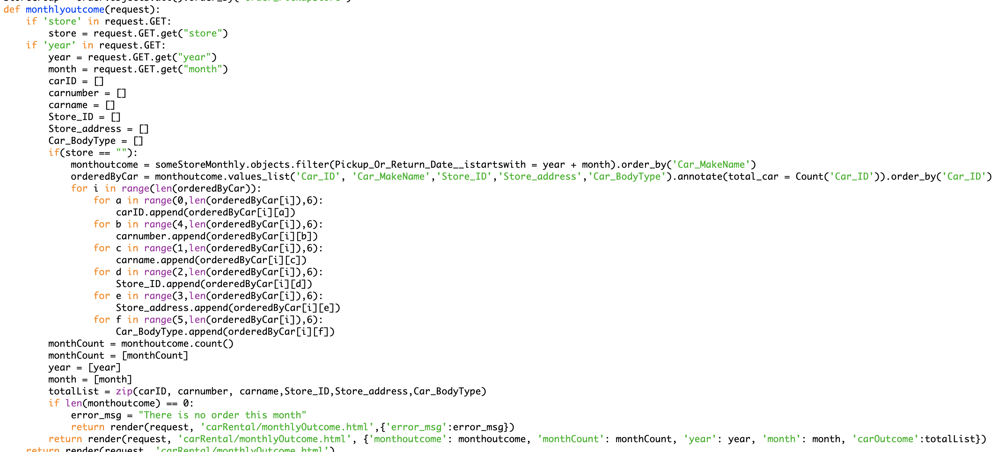 def monthlyoutcome(request):
    if 'store' in request.GET:
        store = request.GET.get("store")
    if 'year' in request.GET:
        year = request.GET.get("year")
        month = request.GET.get("month")
        carID = []
        carnumber = []
        carname = []
        Store_ID = []
        Store_address = []
        Car_BodyType = []
        if(store == ""):
            monthoutcome = someStoreMonthly.objects.filter(Pickup_Or_Return_Date__istartswith = year + month).order_by('Car_MakeName')
            orderedByCar = monthoutcome.values_list('Car_ID', 'Car_MakeName','Store_ID','Store_address','Car_BodyType').annotate(total_car = Count('Car_ID')).order_by('Car_ID')
            for i in range(len(orderedByCar)):
                for a in range(0,len(orderedByCar[i]),6):
                    carID.append(orderedByCar[i][a])
                for b in range(4,len(orderedByCar[i]),6):
                    carnumber.append(orderedByCar[i][b])
                for c in range(1,len(orderedByCar[i]),6):
                    carname.append(orderedByCar[i][c])
                for d in range(2,len(orderedByCar[i]),6):
                    Store_ID.append(orderedByCar[i][d])
                for e in range(3,len(orderedByCar[i]),6):
                    Store_address.append(orderedByCar[i][e])
                for f in range(5,len(orderedByCar[i]),6):
                    Car_BodyType.append(orderedByCar[i][f])
        monthCount = monthoutcome.count()
        monthCount = [monthCount]
        year = [year]
        month = [month]
        totalList = zip(carID, carnumber, carname,Store_ID,Store_address,Car_BodyType)
        if len(monthoutcome) == 0:
            error_msg = "There is no order this month"
            return render(request, 'carRental/monthlyOutcome.html',{'error_msg':error_msg})
        return render(request, 'carRental/monthlyOutcome.html', {'monthoutcome': monthoutcome, 'monthCount': monthCount, 'year': year, 'month': month, 'carOutcome':totalList})
    return render(request, 'carRental/monthlyOutcome.html')